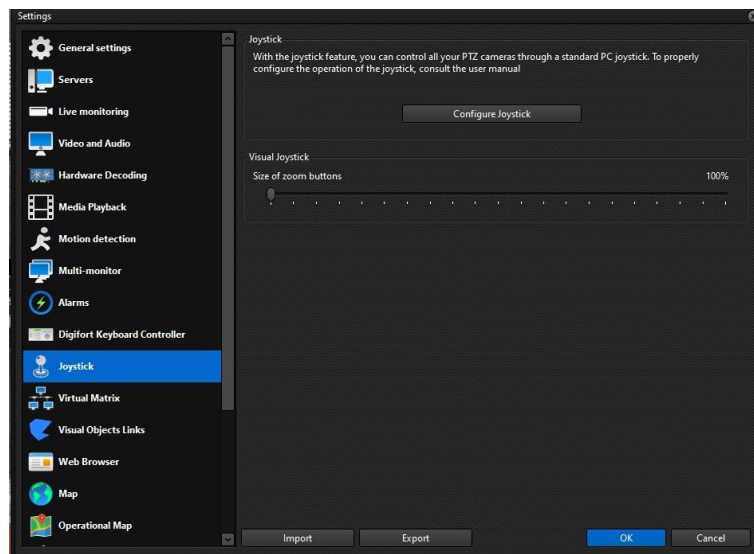 Settings
General settings
Servers
Live monitoring
Video and Audio
Hardware Decoding
Media Playback
Motion detection
Multi-monitor
Alarms
Digifort Keyboard Controller
Joystick
Virtual Matrix
Visual Objects Links
Web Browser
Map
Operational Map
Joystick
With the joystick feature, you can control all your PTZ cameras through a standard PC joystick. To properly
configure the operation of the joystick, consult the user manual
Configure Joystick
Visual Joystick
Size of zoom buttons 100%
Import Export OK Cancel